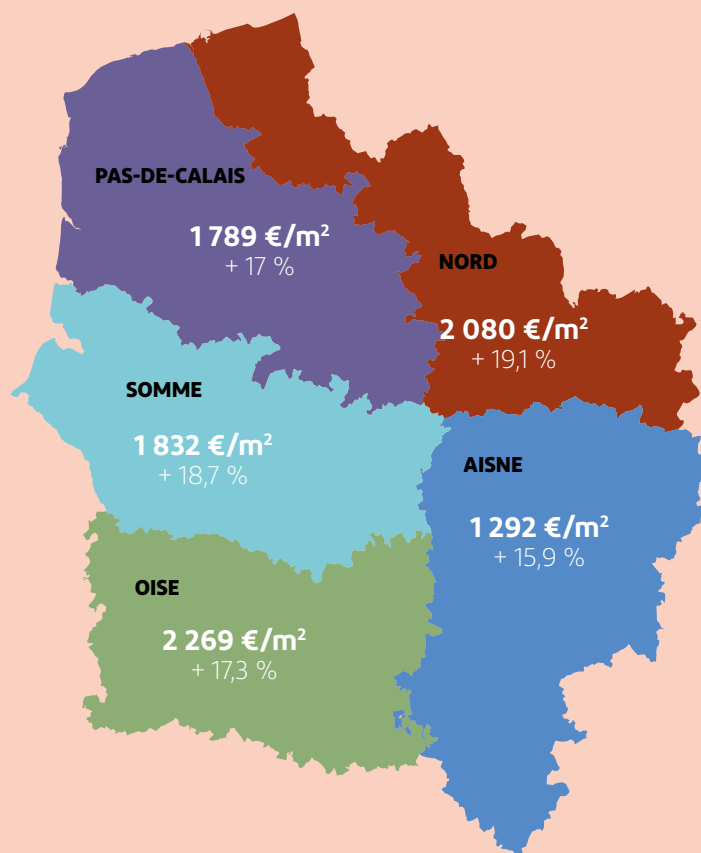 PAS-DE-CALAIS
1 789 €/m²
+ 17 %
NORD
2 080 €/m²
+ 19,1 %
SOMME
1 832 €/m²
+ 18,7 %
AISNE
1 292 €/m²
+ 15,9 %
OISE
2 269 €/m²
+ 17,3 %